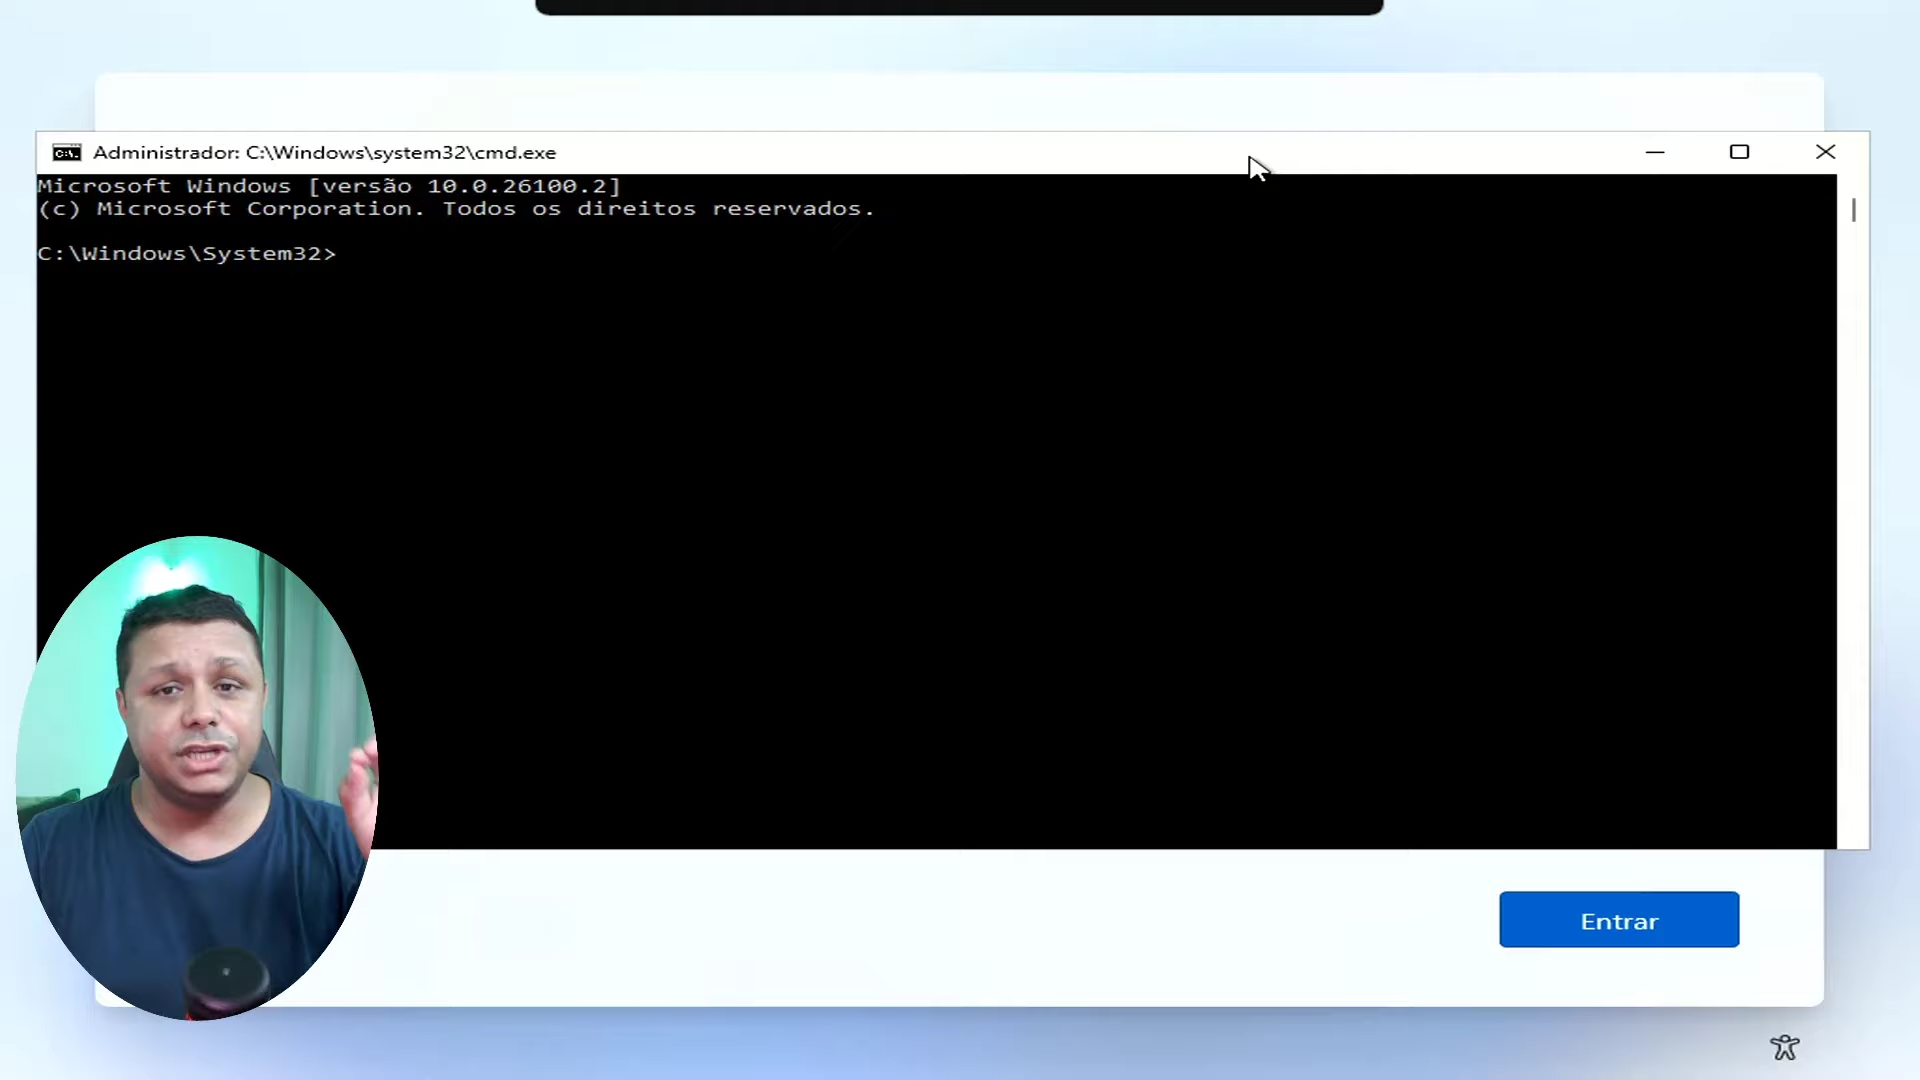 Administrador: C:\Windows\system32\cmd.exe
Microsoft Windows [versão 10.0.26100.2]
(c) Microsoft Corporation. Todos os direitos reservados.
C:\Windows\System32>
Entrar